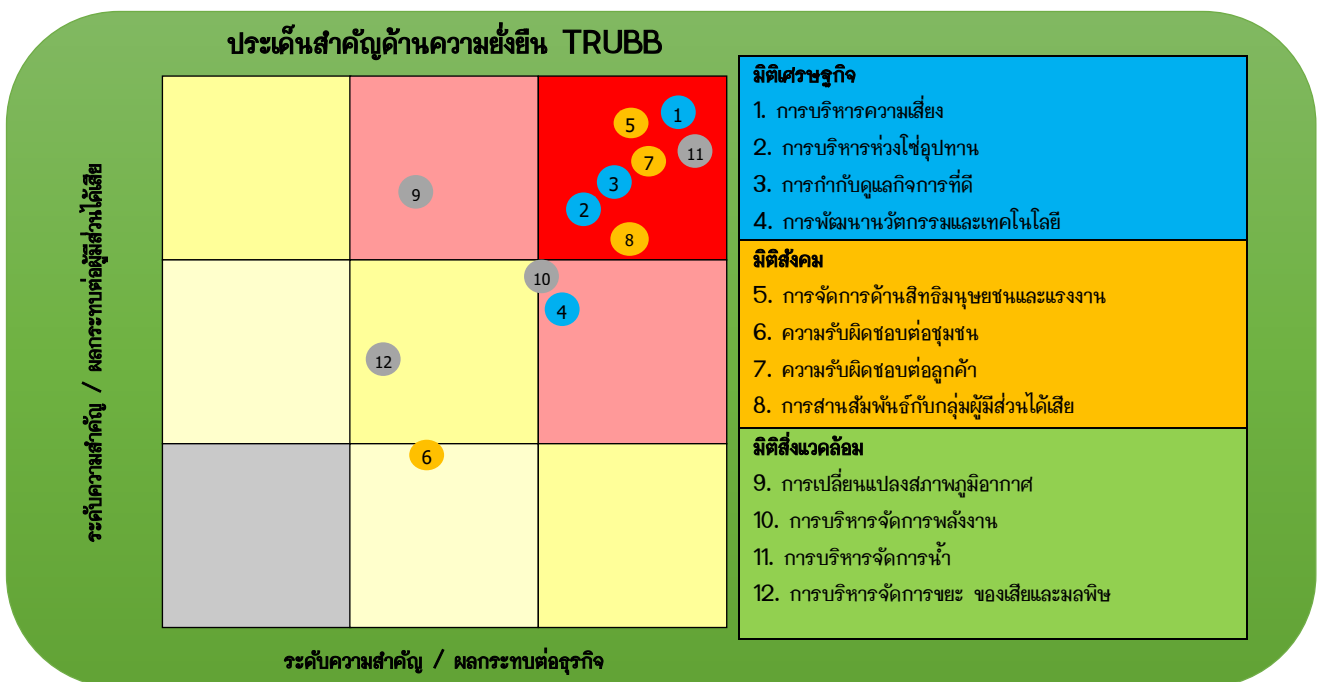 ประเด็นสำคัญด้านความยั่งยืน TRUBB
ระดับความสำคัญ / ผลกระทบต่อผู้มีส่วนได้เสีย
1
5
11
7
3
9
2
8
10
4
12
6
ระดับความสำคัญ / ผลกระทบต่อธุรกิจ
มิติเศรษฐกิจ
1. การบริหารความเสี่ยง
2. การบริหารห่วงโซ่อุปทาน
3. การกำกับดูแลกิจการที่ดี
4. การพัฒนานวัตกรรมและเทคโนโลยี
มิติสังคม
5. การจัดการด้านสิทธิมนุษยชนและแรงงาน
6. ความรับผิดชอบต่อชุมชน
7. ความรับผิดชอบต่อลูกค้า
8. การสานสัมพันธ์กับกลุ่มผู้มีส่วนได้เสีย
มิติสิ่งแวดล้อม
9. การเปลี่ยนแปลงสภาพภูมิอากาศ
10. การบริหารจัดการพลังงาน
11. การบริหารจัดการน้ำ
12. การบริหารจัดการขยะ ของเสียและมลพิษ